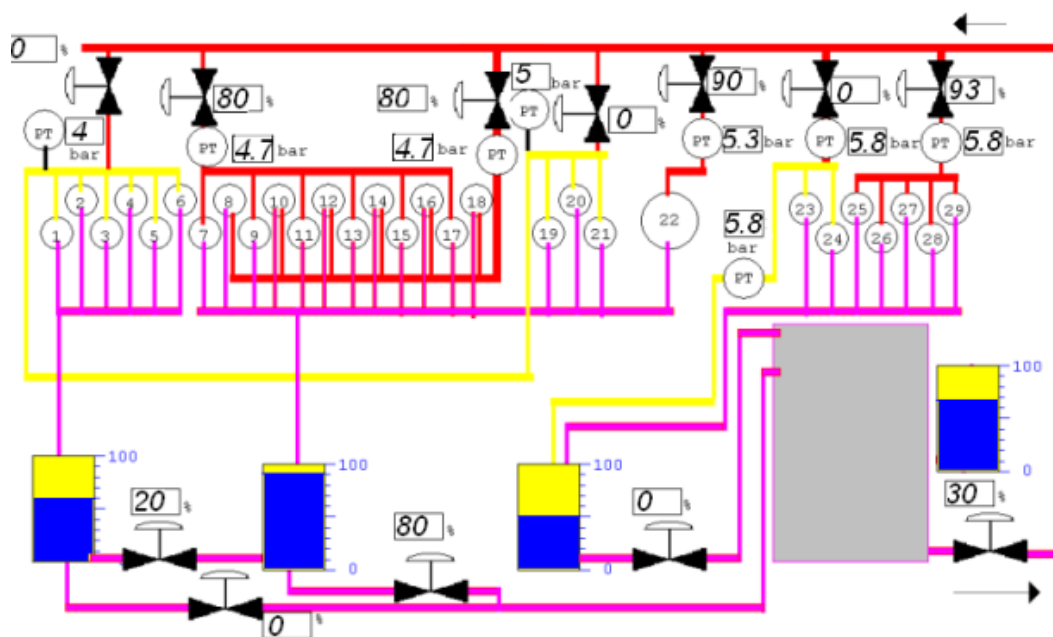 0 %
80 %
80 %
5 bar
0 %
90 %
0 %
93 %
PT 4 bar
PT 4.7 bar
4.7 bar PT
PT
PT 5.3 bar
PT 5.8 bar
PT 5.8 bar
1 2 3 4 5 6
7 8 9 10 11 12 13 14 15 16 17 18
19 20 21
22
23 24
25 26 27 28 29
5.8 bar
PT
100
100 0
100 0
100 0
20 %
80 %
0 %
30 %
0 %